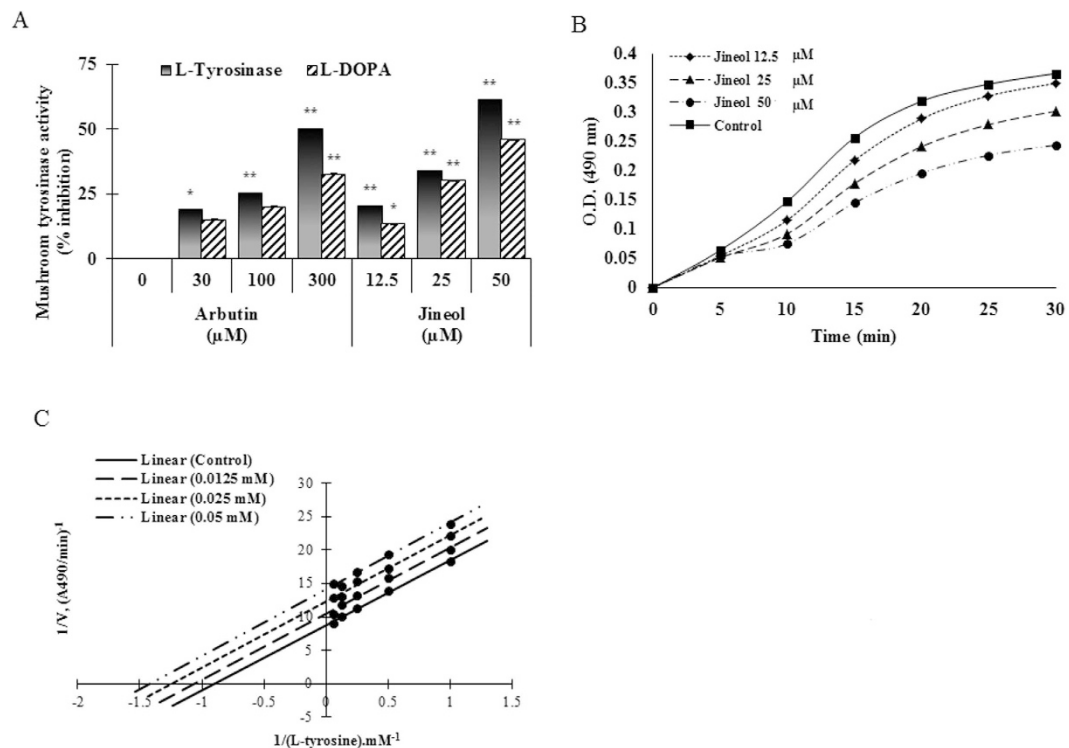 A
75
50
25
0
Mushroom tyrosinase activity
(% inhibition)
L-Tyrosinase
L-DOPA
*
**
**
**
**
*
**
**
**
**
0
30
100
300
12.5
25
50
Arbutin
(µM)
Jineol
(µM)
B
0.4
0.35
0.3
0.25
0.2
0.15
0.1
0.05
0
O.D. (490 nm)
Jineol 12.5 µM
Jineol 25 µM
Jineol 50 µM
Control
0
5
10
15
20
25
30
Time (min)
C
Linear (Control)
Linear (0.0125 mM)
Linear (0.025 mM)
Linear (0.05 mM)
30
25
20
15
10
5
0
-5
1/V, (A490/min)-1
-2
-1.5
-1
-0.5
0
0.5
1
1.5
1/(L-tyrosine).mM-1